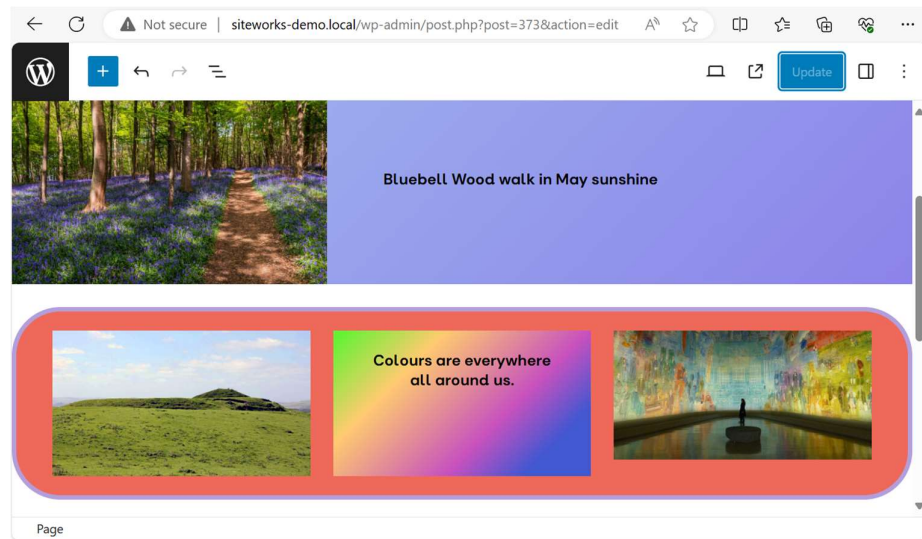 Not secure | siteworks-demo.local/wp-admin/post.php?post=373&action=edit
Update
Bluebell Wood walk in May sunshine
Colours are everywhere
all around us.
Page